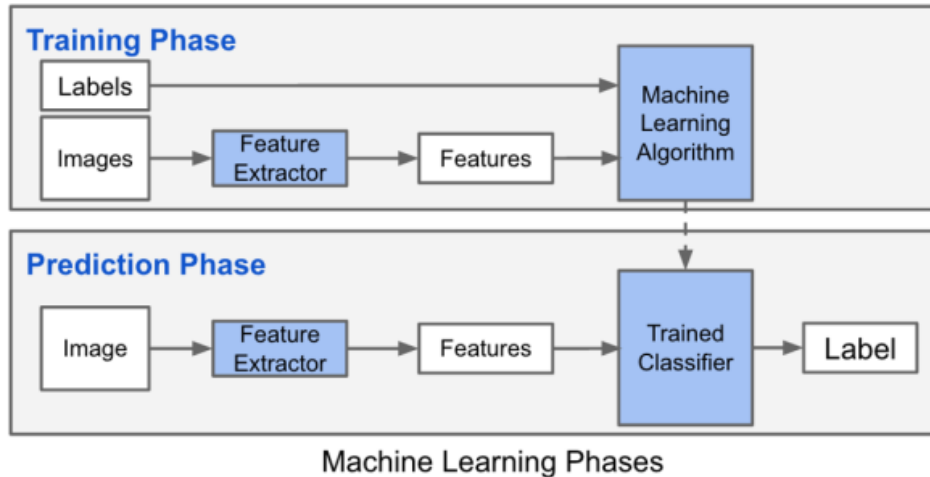 Training Phase
Labels
Machine
Learning
Algorithm
Images
Feature
Extractor
Features
Prediction Phase
Image
Feature
Extractor
Features
Trained
Classifier
Label
Machine Learning Phases